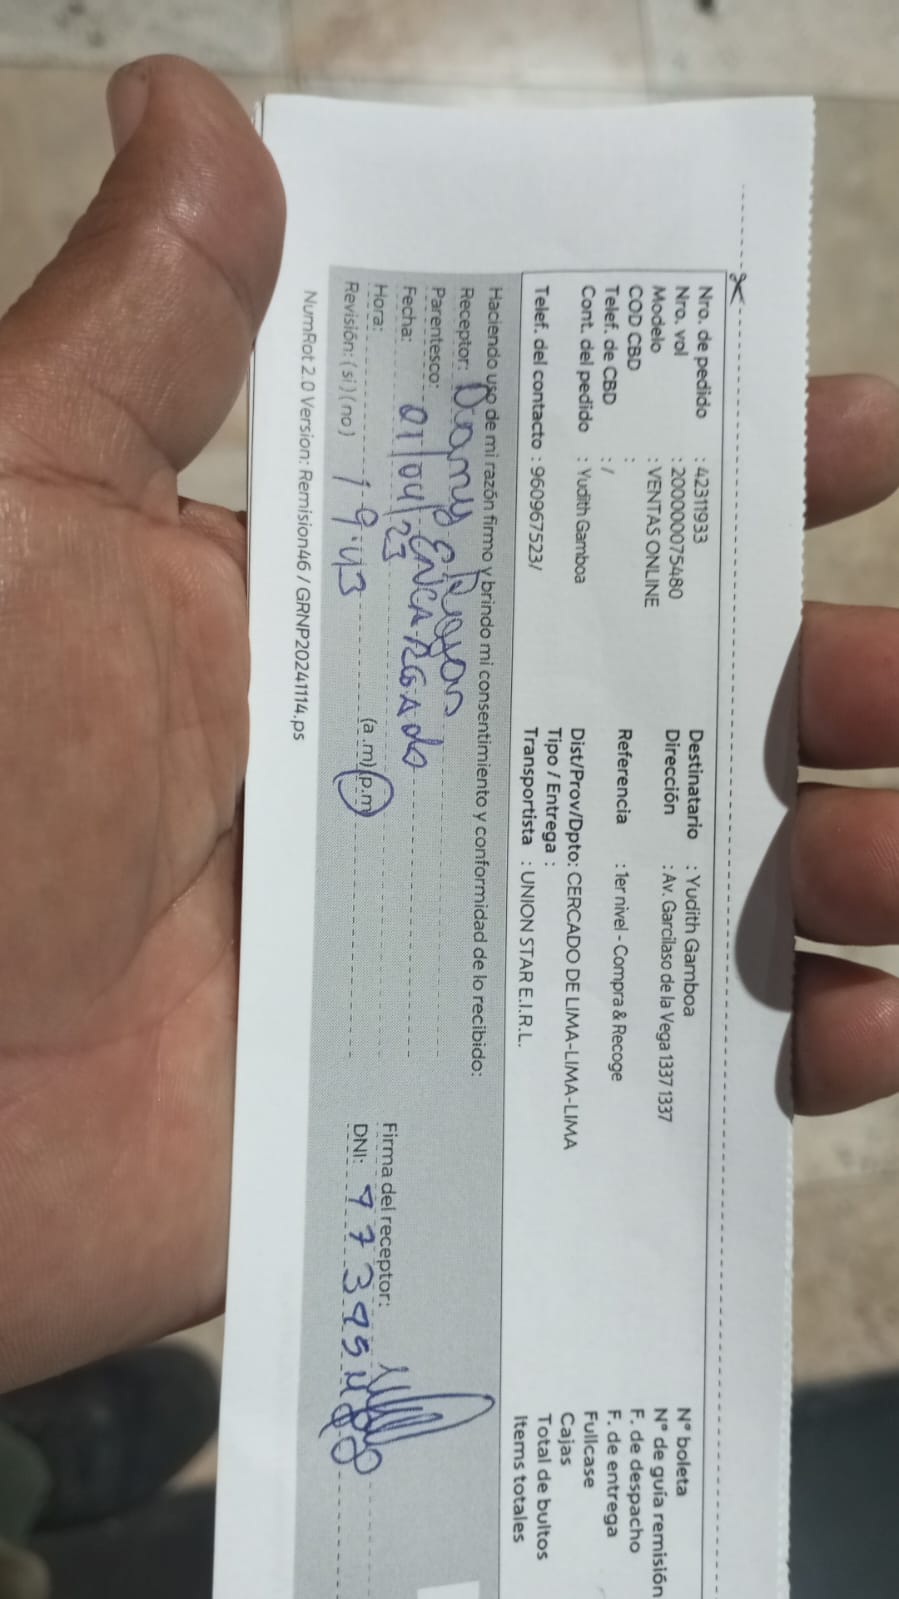 Nro. de pedido : 42311933
Nro. vol : 20000075480
Modelo : VENTAS ONLINE
COD CBD :
Telef. de CBD : /
Cont. del pedido : Yudith Gamboa
Telef. del contacto : 960967523/
Destinatario : Yudith Gamboa
Dirección : Av. Garcilaso de la Vega 1337 1337
Referencia : 1er nivel - Compra & Recoge
Dist/Prov/Dpto: CERCADO DE LIMA-LIMA-LIMA
Tipo / Entrega :
Transportista : UNION STAR E.I.R.L.
N° boleta
N° de guía remisión
F. de despacho
F. de entrega
Fullcase
Cajas
Total de bultos
Items totales
Haciendo uso de mi razón firmo y brindo mi consentimiento y conformidad de lo recibido:
Receptor: Danny
Parentesco: ENCARGADO
Fecha: 01/04/23
Hora: 19:43 (a.m)(p.m)
Revisión: (si)(no)
Firma del receptor:
DNI:
NumRot 2.0 Version: Remision46 / GRNP20241114.ps